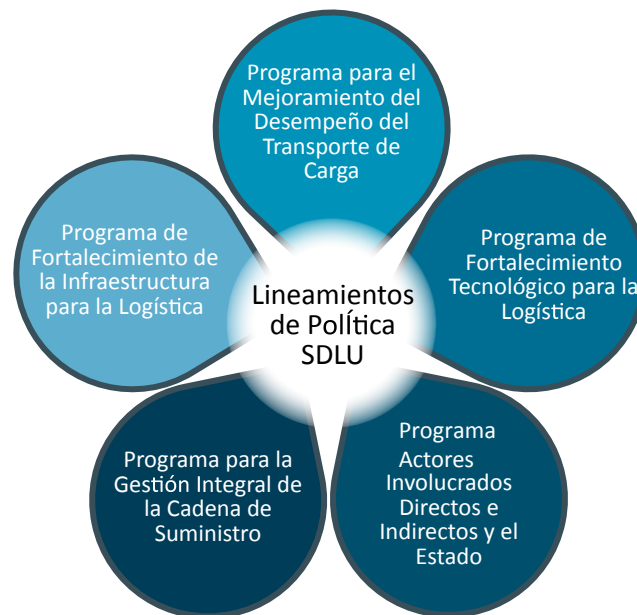 Programa para el
Mejoramiento del
Desempeño del
Transporte de
Carga
Programa de
Fortalecimiento de
la Infraestructura
para la Logística
Programa de
Fortalecimiento
Tecnológico para la
Logística
Lineamientos
de Política
SDLU
Programa para la
Gestión Integral de
la Cadena de
Suministro
Programa
Actores
Involucrados
Directos e
Indirectos y el
Estado